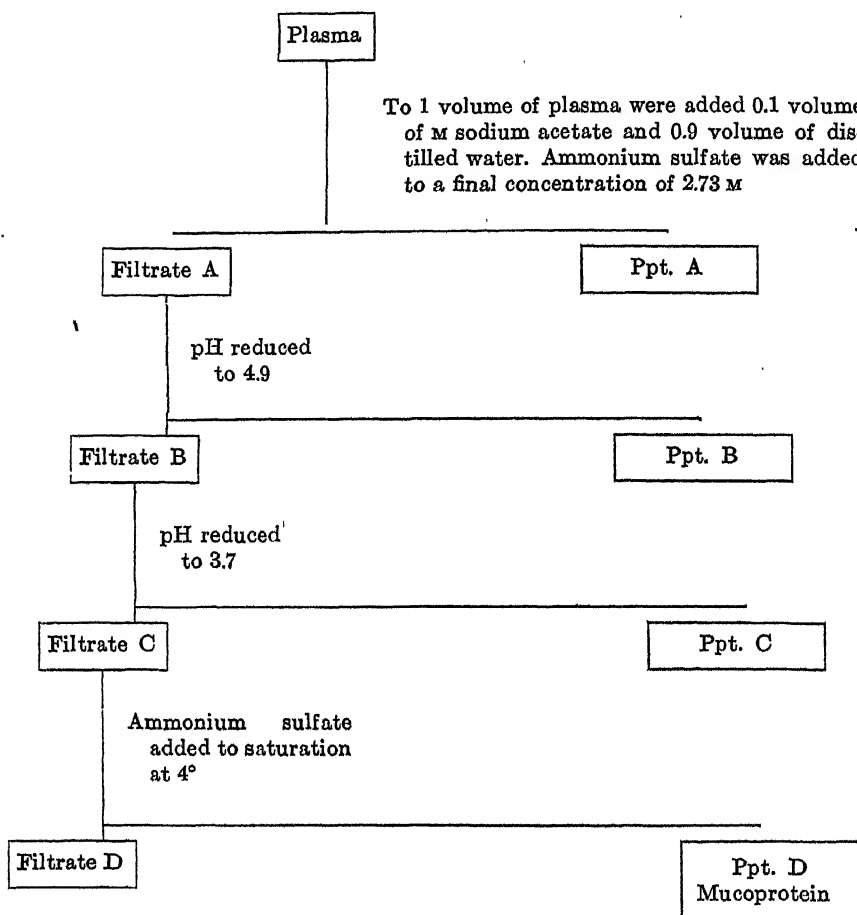 Plasma
To 1 volume of plasma were added 0.1 volume
of M sodium acetate and 0.9 volume of dis
tilled water. Ammonium sulfate was added
to a final concentration of 2.73 M
Filtrate A
Ppt. A
pH reduced
to 4.9
Filtrate B
Ppt. B
pH reduced
to 3.7
Filtrate C
Ppt. C
Ammonium sulfate
added to saturation
at 4°
Filtrate D
Ppt. D
Mucoprotein